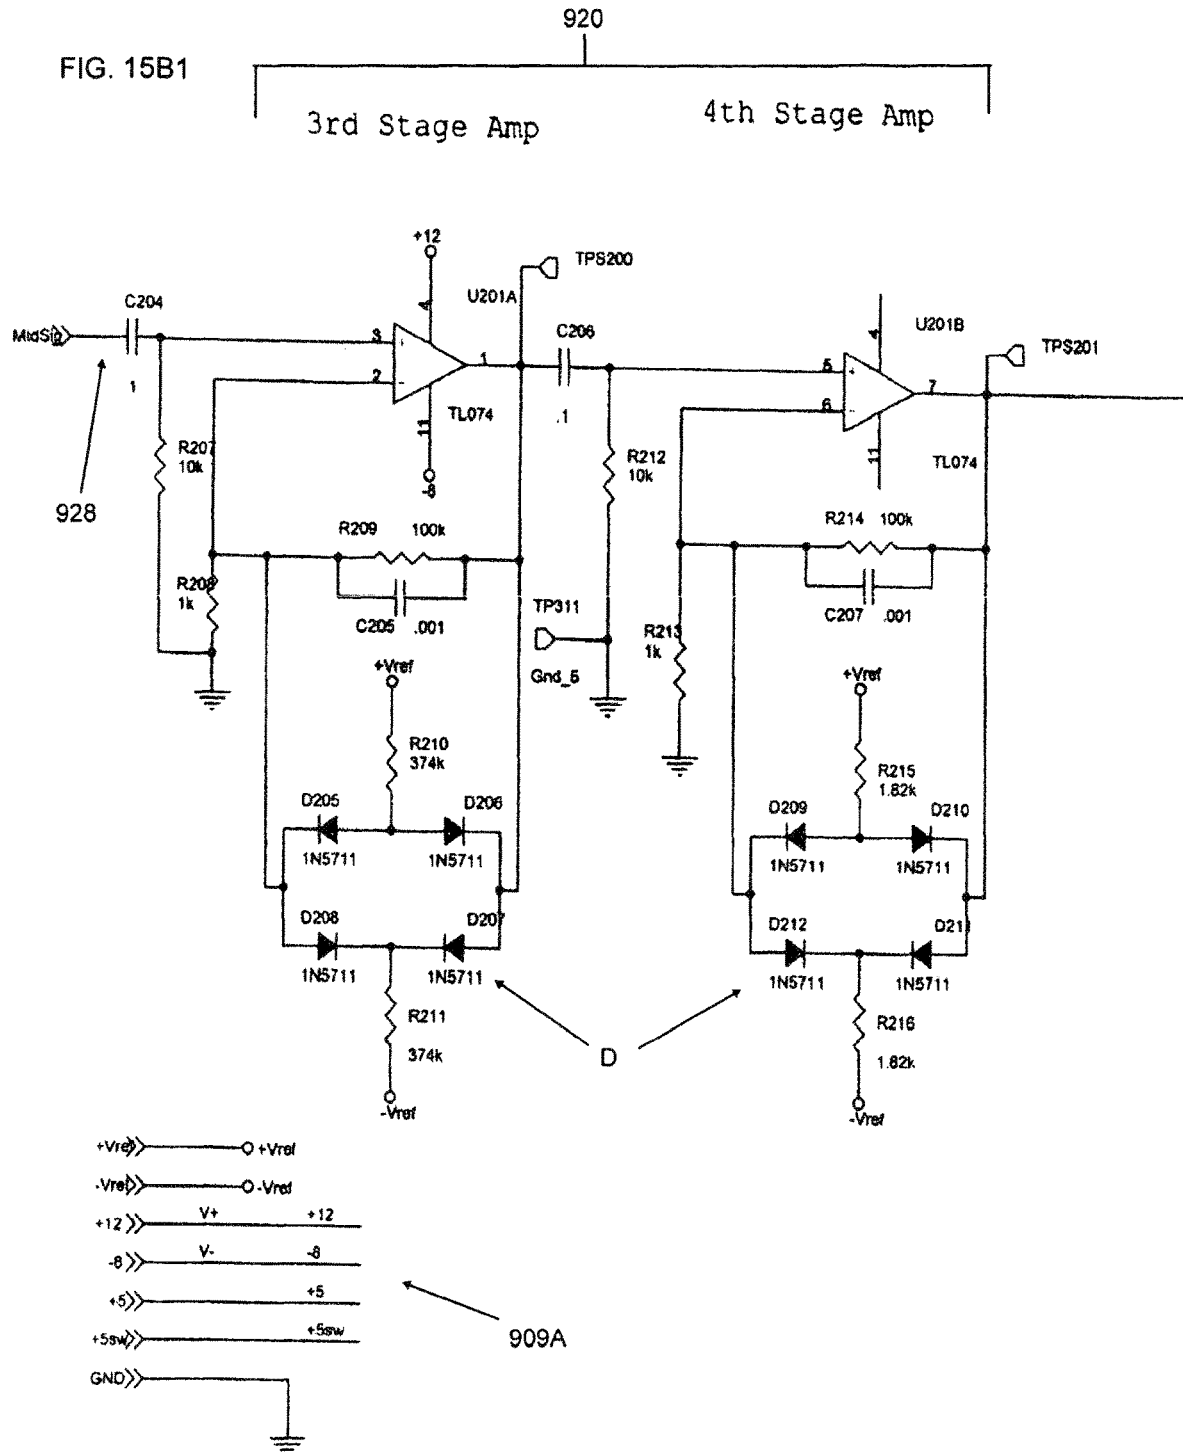 920
FIG. 15B1
3rd Stage Amp
4th Stage Amp
+12
TPS200
4
U201A
C204
MidSig
3
1
C206
2
1
TL074
.1
11
-8
R207
10k
928
R209 100k
C205 .001
R208
1k
R212
10k
TP311
Gnd_5
4
U201B
TPS201
5
7
6
11
TL074
R214 100k
C207 .001
R213
1k
+Vref
R210
374k
D205
D206
1N5711
1N5711
D208
D207
1N5711
1N5711
R211
374k
-Vref
+Vref
R215
1.82k
D209
D210
1N5711
1N5711
D212
D211
1N5711
1N5711
R216
1.82k
-Vref
D
+Vref +Vref
-Vref -Vref
+12 V+ +12
-8 V- -8
+5 +5
+5sw +5sw
GND
909A